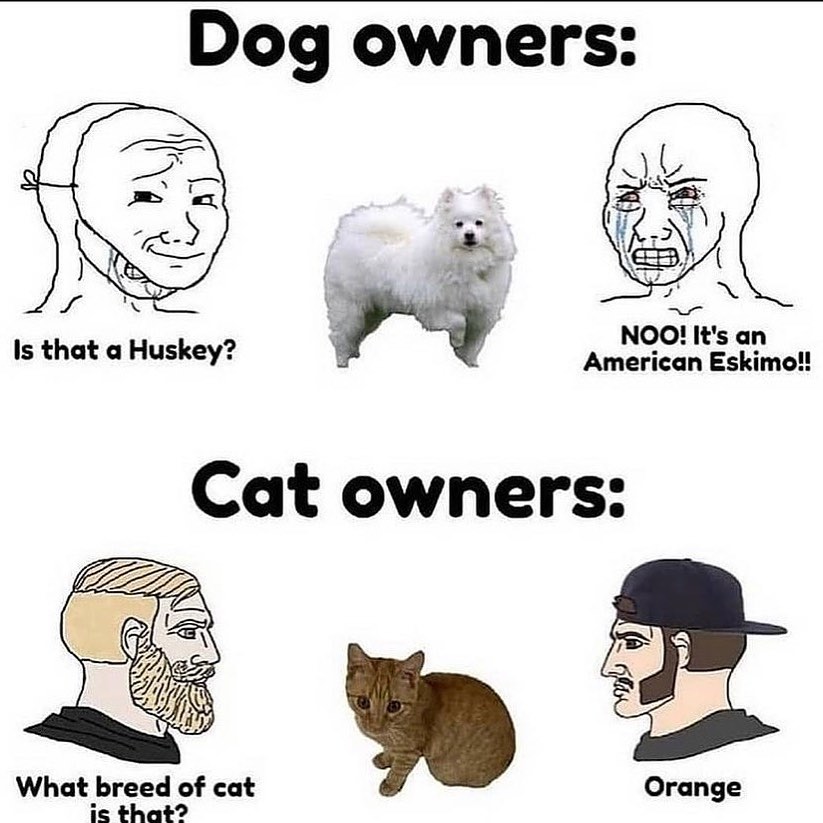 Dog owners:
Is that a Huskey?
NOO! It's an
American Eskimo!!
Cat owners:
What breed of cat
is that?
Orange